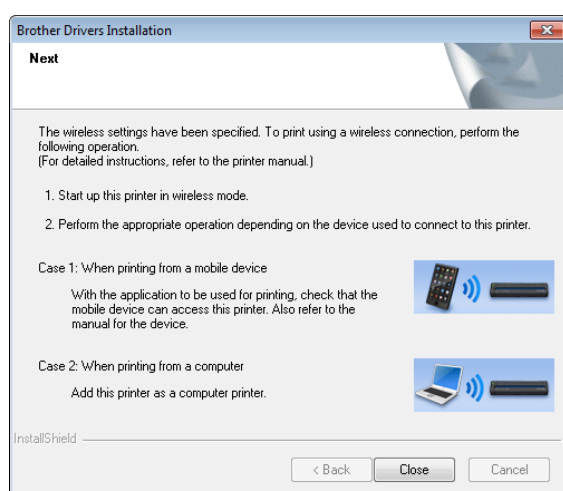 Brother Drivers Installation
Next
The wireless settings have been specified. To print using a wireless connection, perform the
following operation.
(For detailed instructions, refer to the printer manual.)
1. Start up this printer in wireless mode.
2. Perform the appropriate operation depending on the device used to connect to this printer.
Case 1: When printing from a mobile device
With the application to be used for printing, check that the
mobile device can access this printer. Also refer to the
manual for the device.
Case 2: When printing from a computer
Add this printer as a computer printer.
InstallShield
< Back Close Cancel